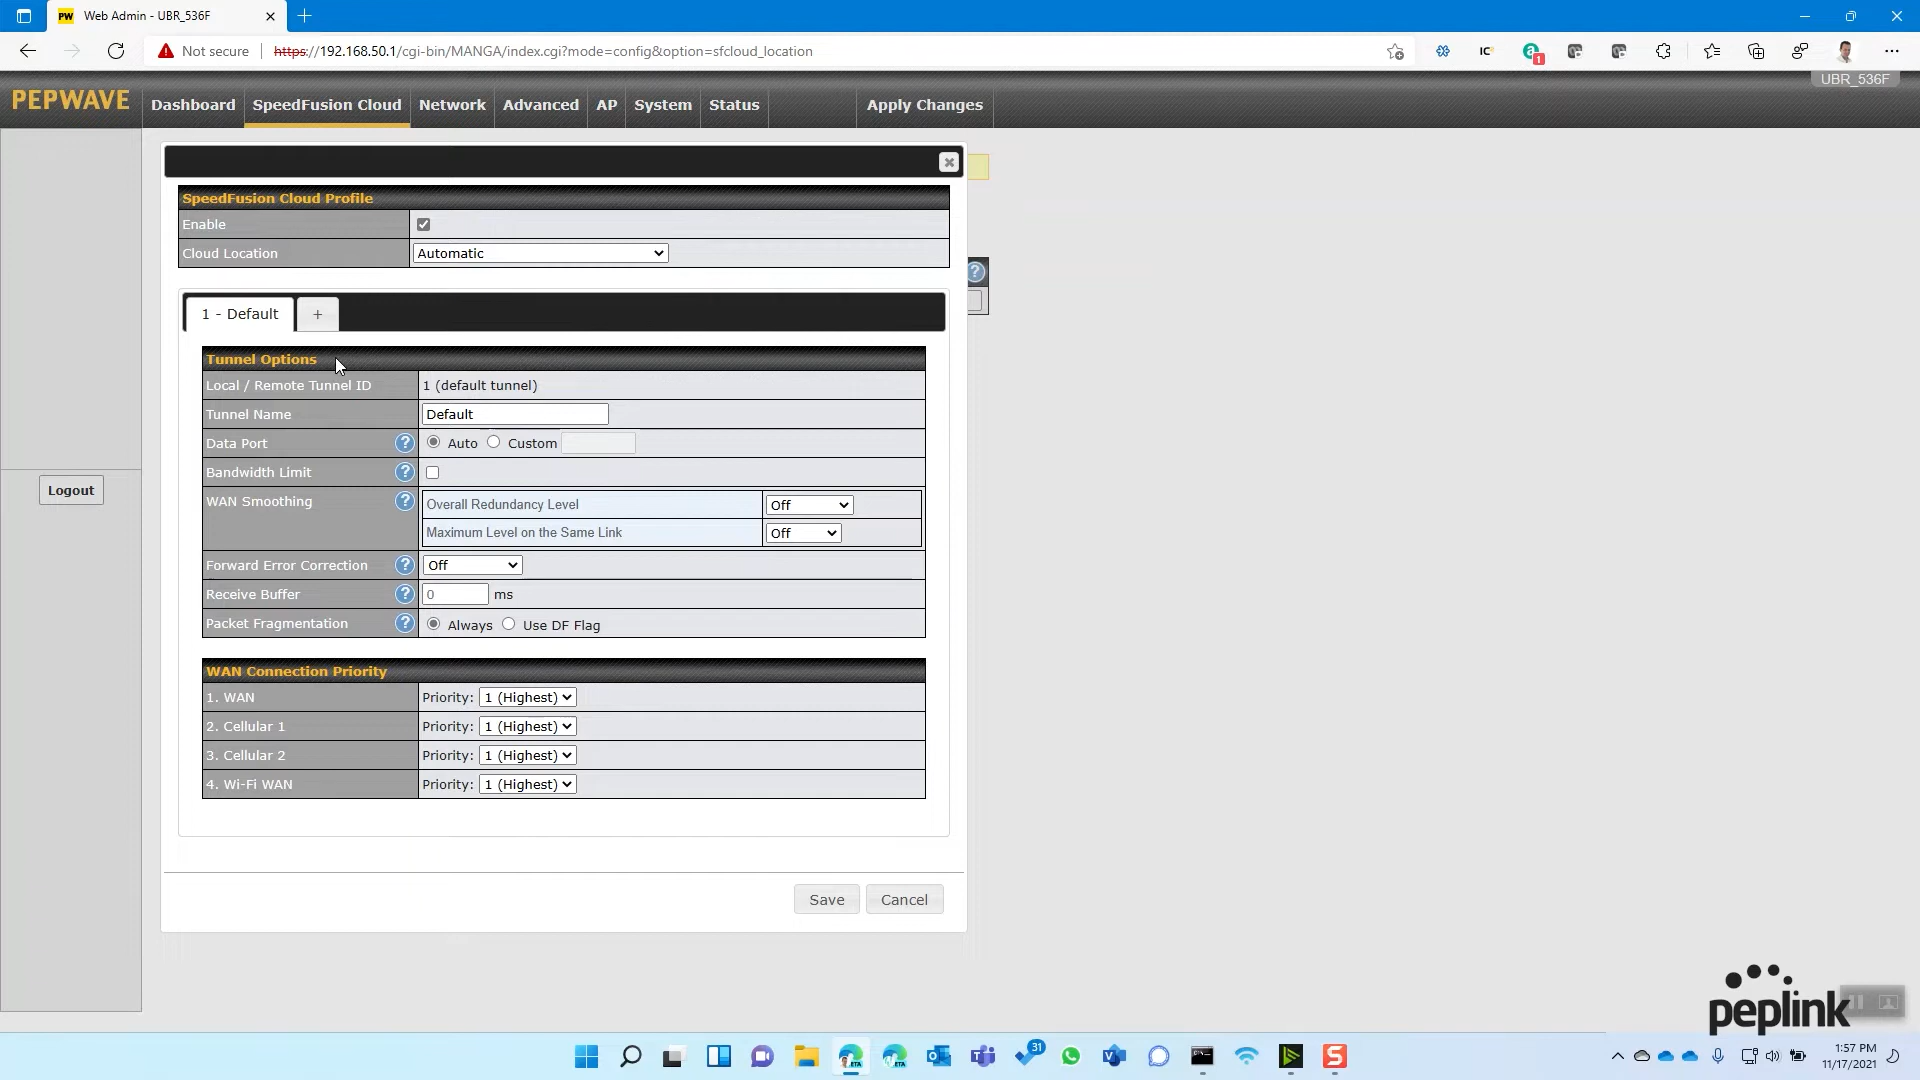 Web Admin - UBR_536F
Not secure
https://192.168.50.1/cgi-bin/MANGA/index.cgi?mode=config&option=sfcloud_location
IC
1
UBR_536F
PEPWAVE
Dashboard
SpeedFusion Cloud
Network
Advanced
AP
System
Status
Apply Changes
SpeedFusion Cloud Profile
Enable
Cloud Location
Automatic
?
1 - Default
+
Tunnel Options
Local / Remote Tunnel ID
1 (default tunnel)
Tunnel Name
Default
Data Port
?
Auto
Custom
Bandwidth Limit
?
WAN Smoothing
?
Overall Redundancy Level
Off
Maximum Level on the Same Link
Off
Forward Error Correction
?
Off
Receive Buffer
?
0
ms
Packet Fragmentation
?
Always
Use DF Flag
Logout
WAN Connection Priority
1. WAN
Priority: 1 (Highest)
2. Cellular 1
Priority: 1 (Highest)
3. Cellular 2
Priority: 1 (Highest)
4. Wi-Fi WAN
Priority: 1 (Highest)
Save
Cancel
peplink
31
1:57 PM
11/17/2021